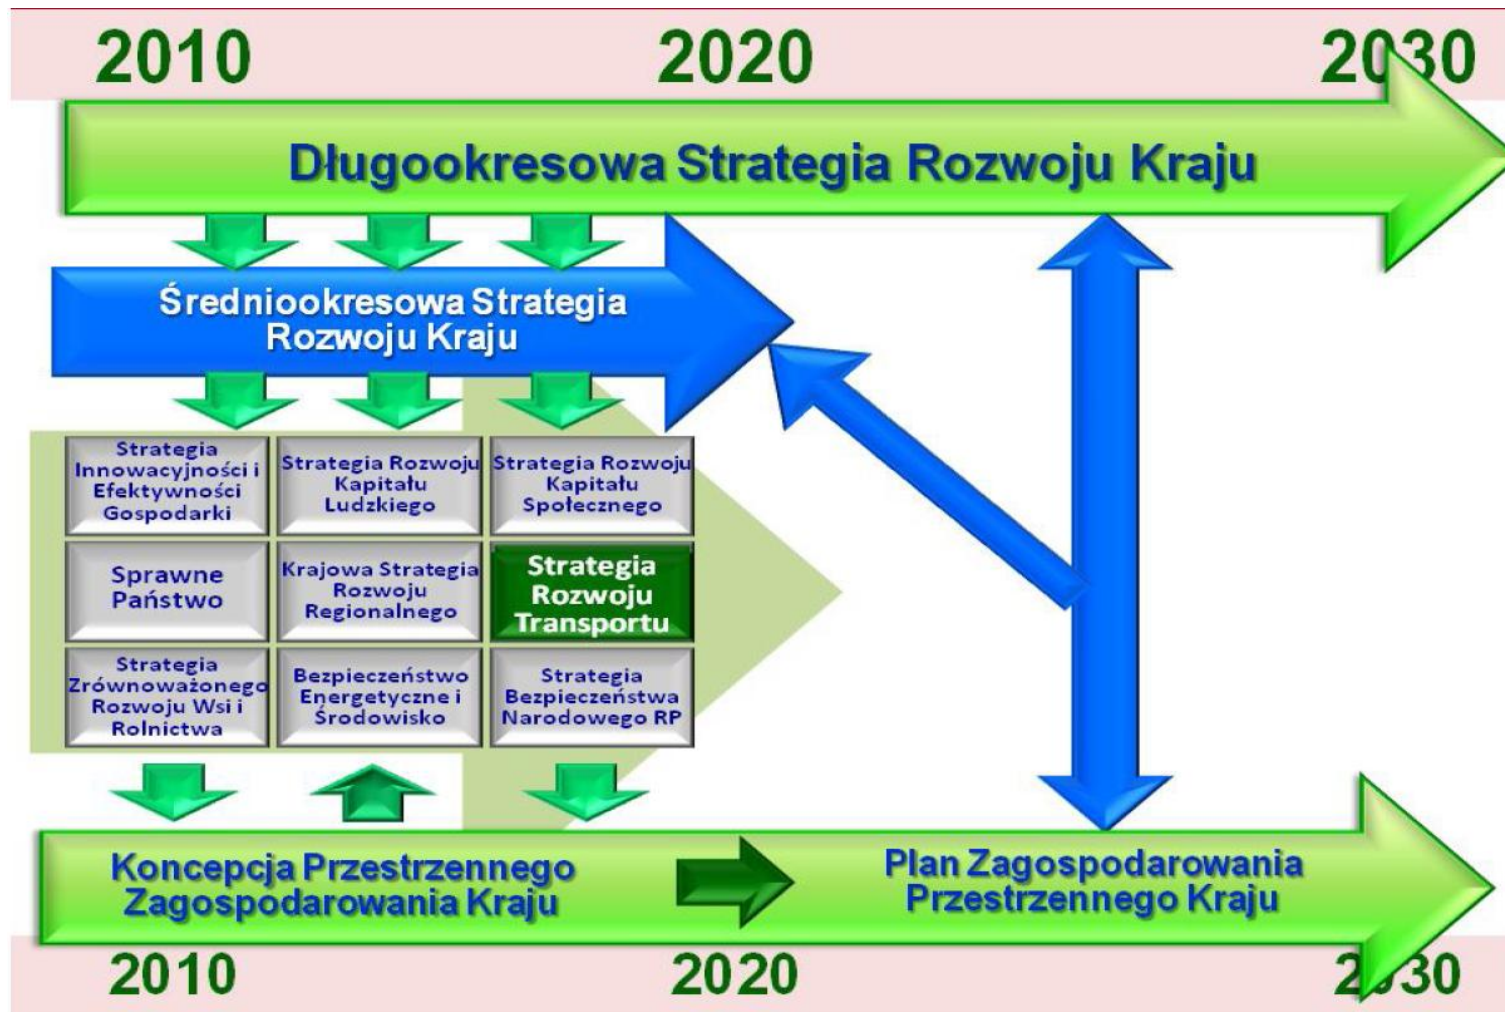 2010 2020 2030
Długookresowa Strategia Rozwoju Kraju
Średniookresowa Strategia
Rozwoju Kraju
Strategia
Innowacyjności i
Efektywności
Gospodarki
Strategia Rozwoju
Kapitału
Ludzkiego
Strategia Rozwoju
Kapitału
Społecznego
Sprawne
Państwo
Krajowa Strategia
Rozwoju
Regionalnego
Strategia
Rozwoju
Transportu
Strategia
Zrównoważonego
Rozwoju Wsi i
Rolnictwa
Bezpieczeństwo
Energetyczne i
Środowisko
Strategia
Bezpieczeństwa
Narodowego RP
Koncepcja Przestrzennego
Zagospodarowania Kraju
Plan Zagospodarowania
Przestrzennego Kraju
2010 2020 2030